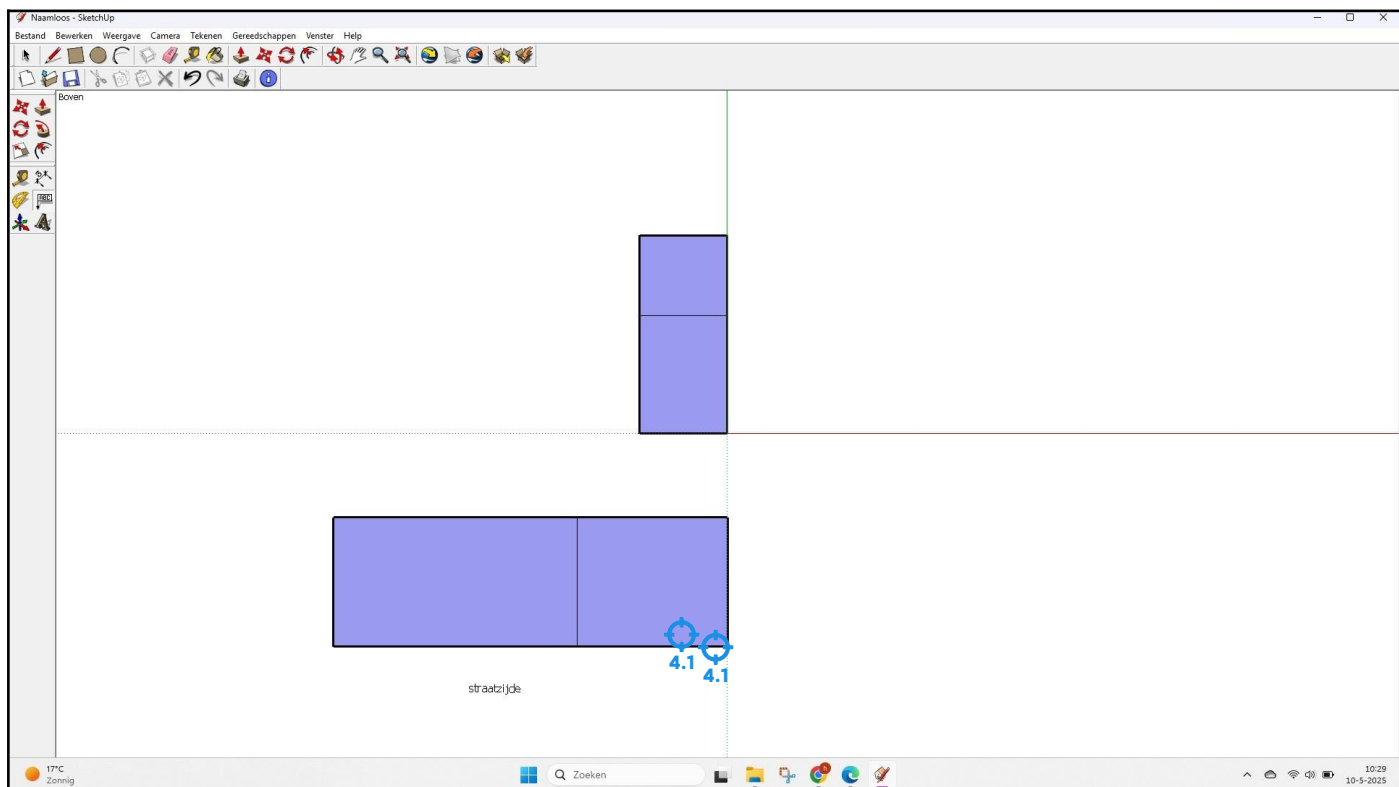 Naamloos - SketchUp
Bestand Bewerken Weergave Camera Tekenen Gereedschappen Venster Help
Boven
ABC
4.1
4.1
straatzijde
17°C
Zonnig
Zoeken
10:29
10-5-2025